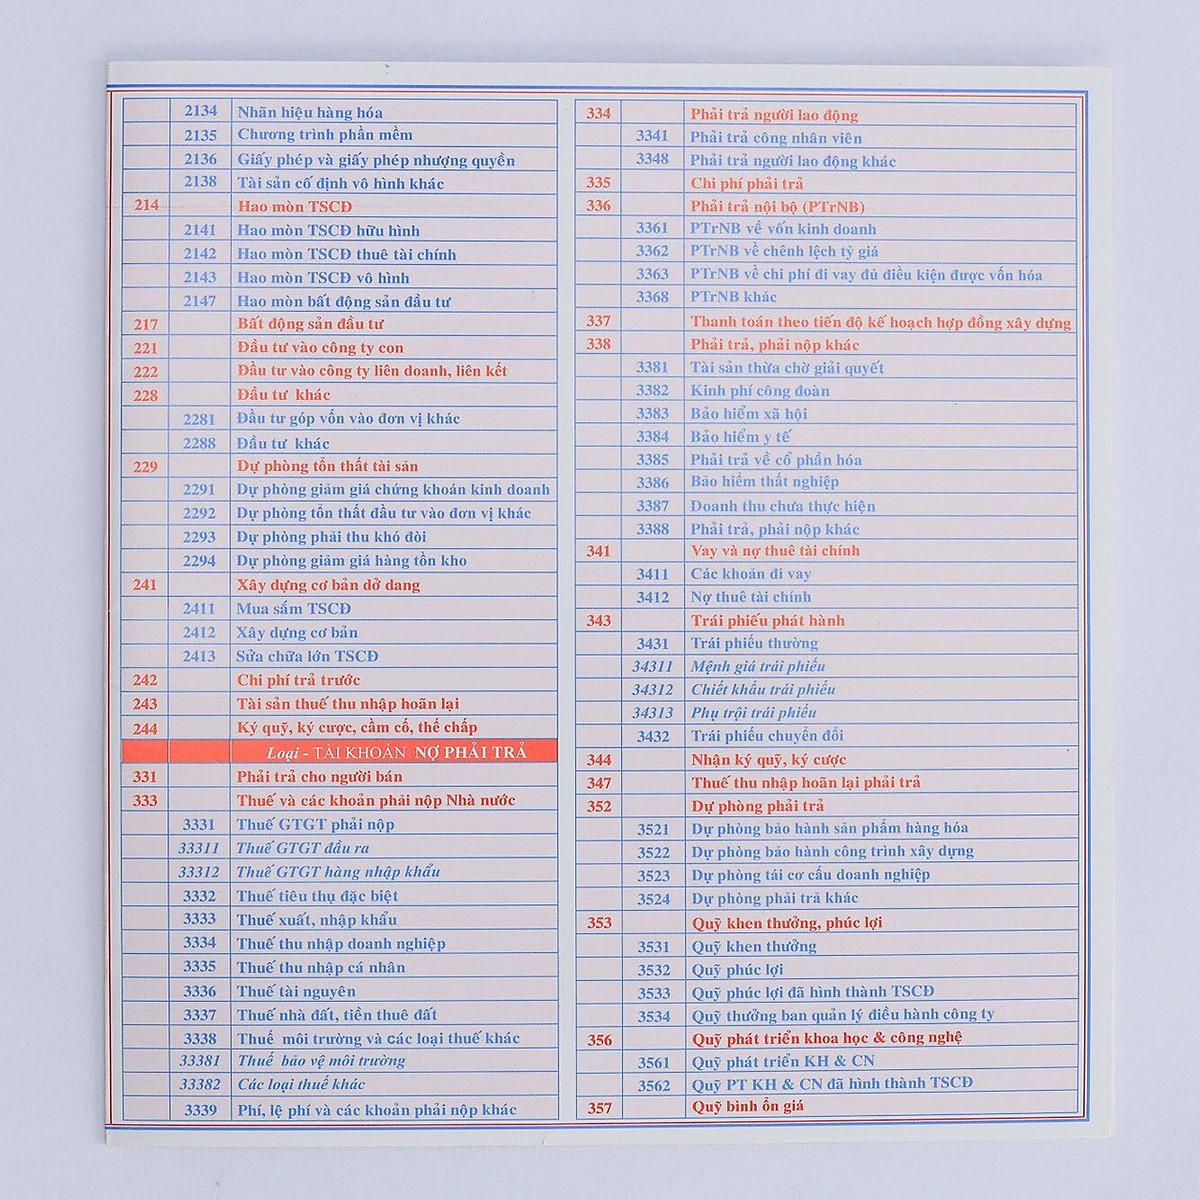 2134 Nhãn hiệu hàng hóa
2135 Chương trình phần mềm
2136 Giấy phép và giấy phép nhượng quyền
2138 Tài sản cố định vô hình khác
214 Hao mòn TSCĐ
2141 Hao mòn TSCĐ hữu hình
2142 Hao mòn TSCĐ thuê tài chính
2143 Hao mòn TSCĐ vô hình
2147 Hao mòn bất động sản đầu tư
217 Bất động sản đầu tư
221 Đầu tư vào công ty con
222 Đầu tư vào công ty liên doanh, liên kết
228 Đầu tư khác
2281 Đầu tư góp vốn vào đơn vị khác
2288 Đầu tư khác
229 Dự phòng tổn thất tài sản
2291 Dự phòng giảm giá chứng khoán kinh doanh
2292 Dự phòng tổn thất đầu tư vào đơn vị khác
2293 Dự phòng phải thu khó đòi
2294 Dự phòng giảm giá hàng tồn kho
241 Xây dựng cơ bản dở dang
2411 Mua sắm TSCĐ
2412 Xây dựng cơ bản
2413 Sửa chữa lớn TSCĐ
242 Chi phí trả trước
243 Tài sản thuế thu nhập hoãn lại
244 Ký quỹ, ký cược, cầm cố, thế chấp
Loại - TÀI KHOẢN NỢ PHẢI TRẢ
331 Phải trả cho người bán
333 Thuế và các khoản phải nộp Nhà nước
3331 Thuế GTGT phải nộp
33311 Thuế GTGT đầu ra
33312 Thuế GTGT hàng nhập khẩu
3332 Thuế tiêu thụ đặc biệt
3333 Thuế xuất, nhập khẩu
3334 Thuế thu nhập doanh nghiệp
3335 Thuế thu nhập cá nhân
3336 Thuế tài nguyên
3337 Thuế nhà đất, tiền thuê đất
3338 Thuế môi trường và các loại thuế khác
33381 Thuế bảo vệ môi trường
33382 Các loại thuế khác
3339 Phí, lệ phí và các khoản phải nộp khác
334 Phải trả người lao động
3341 Phải trả công nhân viên
3348 Phải trả người lao động khác
335 Chi phí phải trả
336 Phải trả nội bộ (PTrNB)
3361 PTrNB về vốn kinh doanh
3362 PTrNB về chênh lệch tỷ giá
3363 PTrNB về chi phí đi vay đủ điều kiện được vốn hóa
3368 PTrNB khác
337 Thanh toán theo tiến độ kế hoạch hợp đồng xây dựng
338 Phải trả, phải nộp khác
3381 Tài sản thừa chờ giải quyết
3382 Kinh phí công đoàn
3383 Bảo hiểm xã hội
3384 Bảo hiểm y tế
3385 Phải trả về cổ phần hóa
3386 Bảo hiểm thất nghiệp
3387 Doanh thu chưa thực hiện
3388 Phải trả, phải nộp khác
341 Vay và nợ thuê tài chính
3411 Các khoản đi vay
3412 Nợ thuê tài chính
343 Trái phiếu phát hành
3431 Trái phiếu thường
34311 Mệnh giá trái phiếu
34312 Chiết khấu trái phiếu
34313 Phụ trội trái phiếu
3432 Trái phiếu chuyển đổi
344 Nhận ký quỹ, ký cược
347 Thuế thu nhập hoãn lại phải trả
352 Dự phòng phải trả
3521 Dự phòng bảo hành sản phẩm hàng hóa
3522 Dự phòng bảo hành công trình xây dựng
3523 Dự phòng tái cơ cấu doanh nghiệp
3524 Dự phòng phải trả khác
353 Quỹ khen thưởng, phúc lợi
3531 Quỹ khen thưởng
3532 Quỹ phúc lợi
3533 Quỹ phúc lợi đã hình thành TSCĐ
3534 Quỹ thưởng ban quản lý điều hành công ty
356 Quỹ phát triển khoa học & công nghệ
3561 Quỹ phát triển KH & CN
3562 Quỹ PT KH & CN đã hình thành TSCĐ
357 Quỹ bình ổn giá